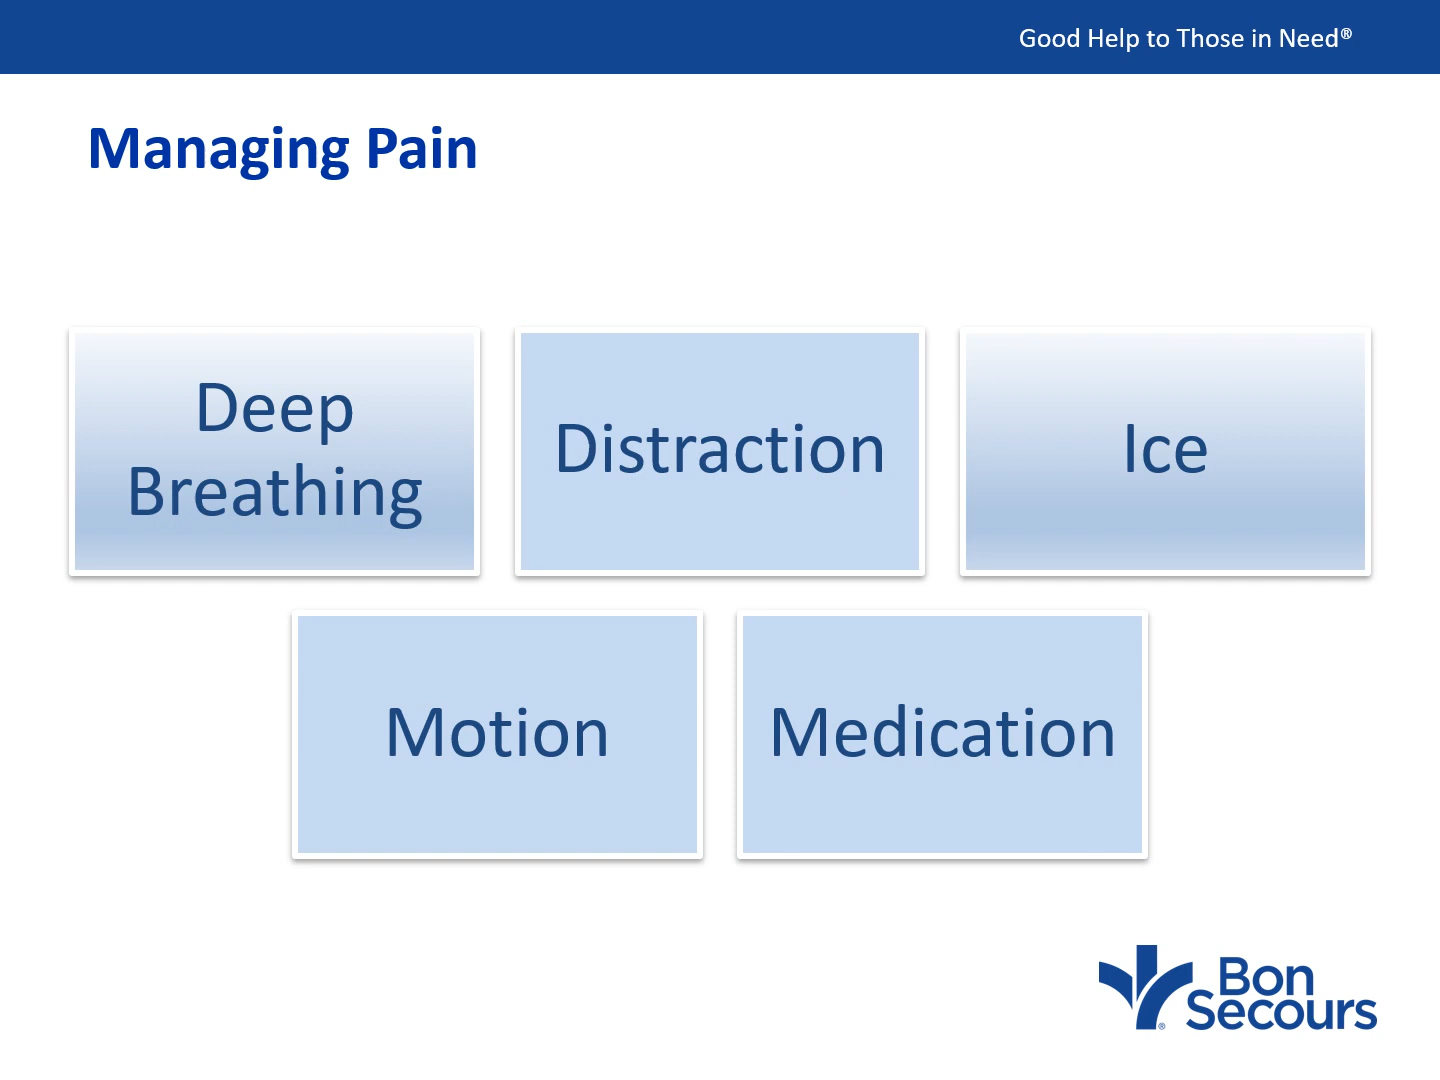 Good Help to Those in Need®
Managing Pain
Deep
Breathing
Distraction
Ice
Motion
Medication
Bon
Secours
®